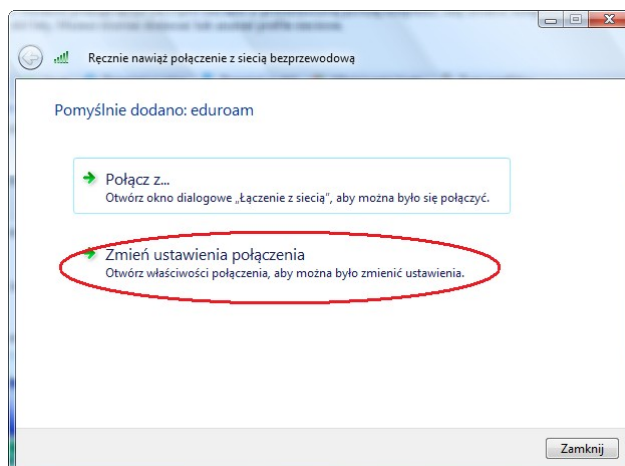 Ręcznie nawiąż połączenie z siecią bezprzewodową
Pomyślnie dodano: eduroam
Połącz z...
Otwórz okno dialogowe „Łączenie z siecią”, aby można było się połączyć.
Zmień ustawienia połączenia
Otwórz właściwości połączenia, aby można było zmienić ustawienia.
Zamknij